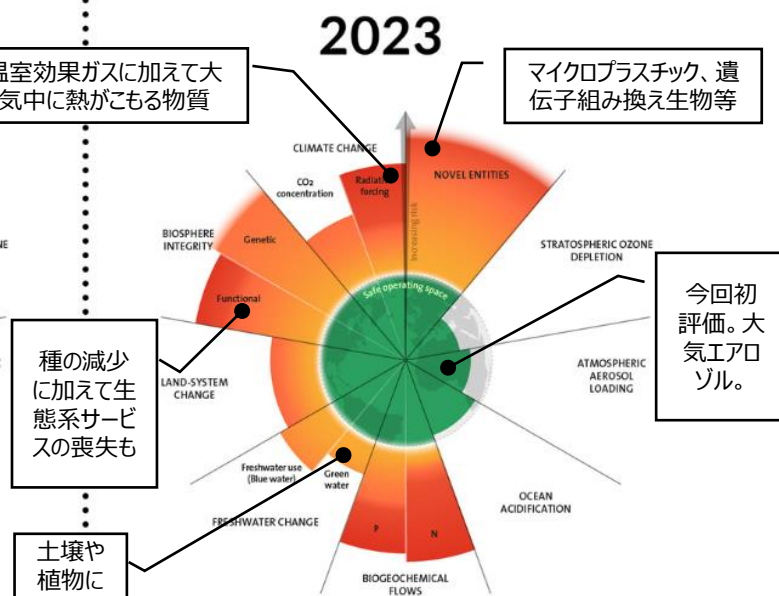 2023
温室効果ガスに加えて大
気中に熱がこもる物質
マイクロプラスチック、遺
伝子組み換え生物等
CLIMATE CHANGE
CO2
concentration
Radiative
forcing
NOVEL ENTITIES
Increasing risk
BIOSPHERE
INTEGRITY
Genetic
Functional
STRATOSPHERIC OZONE
DEPLETION
Safe operating space
今回初
評価。大
気エアロ
ゾル。
ATMOSPHERIC
AEROSOL
LOADING
種の減少
に加えて生
態系サービ
スの喪失も
LAND-SYSTEM
CHANGE
Freshwater use
(Blue water)
Green
water
FRESHWATER CHANGE
OCEAN
ACIDIFICATION
P
N
BIOGEOCHEMICAL
FLOWS
土壌や
植物に